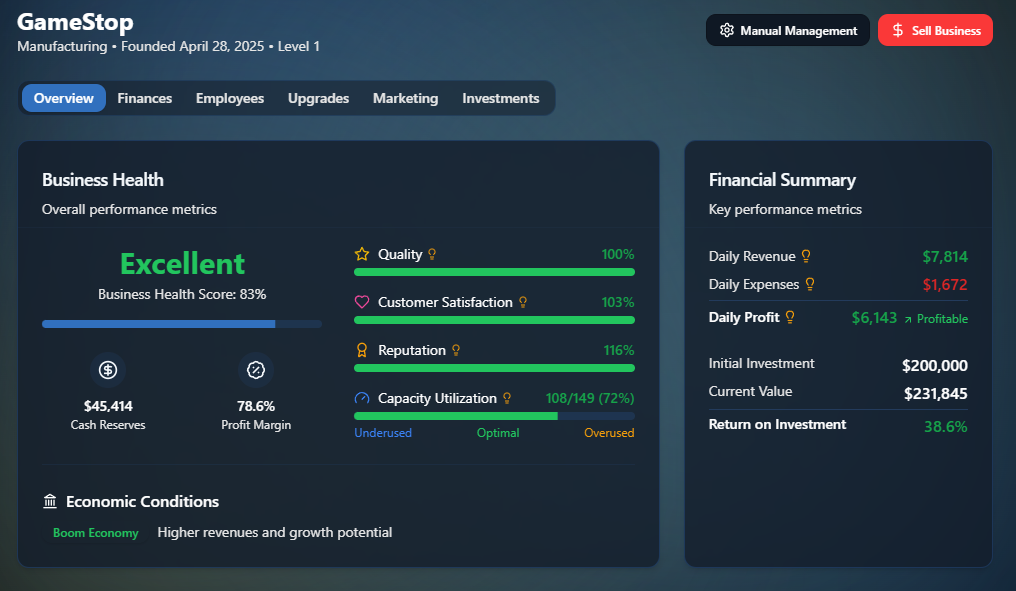 GameStop
Manufacturing • Founded April 28, 2025 • Level 1
Manual Management
Sell Business
Overview
Finances
Employees
Upgrades
Marketing
Investments
Business Health
Overall performance metrics
Excellent
Business Health Score: 83%
$45,414
Cash Reserves
78.6%
Profit Margin
Quality 100%
Customer Satisfaction 103%
Reputation 116%
Capacity Utilization 108/149 (72%)
Underused Optimal Overused
Economic Conditions
Boom Economy Higher revenues and growth potential
Financial Summary
Key performance metrics
Daily Revenue $7,814
Daily Expenses $1,672
Daily Profit $6,143 Profitable
Initial Investment $200,000
Current Value $231,845
Return on Investment 38.6%